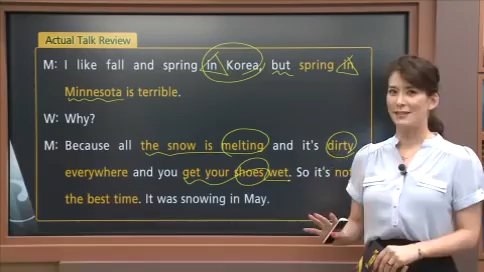 Actual Talk Review
M: I like fall and spring in Korea, but spring in
Minnesota is terrible.
W: Why?
M: Because all the snow is melting and it's dirty
everywhere and you get your shoes wet. So it's not
the best time. It was snowing in May.